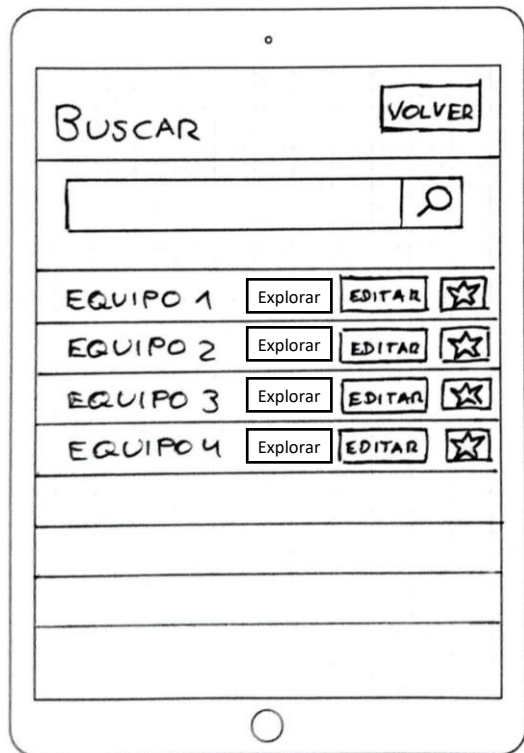 BUSCAR VOLVER
EQUIPO 1 Explorar EDITAR
EQUIPO 2 Explorar EDITAR
EQUIPO 3 Explorar EDITAR
EQUIPO 4 Explorar EDITAR